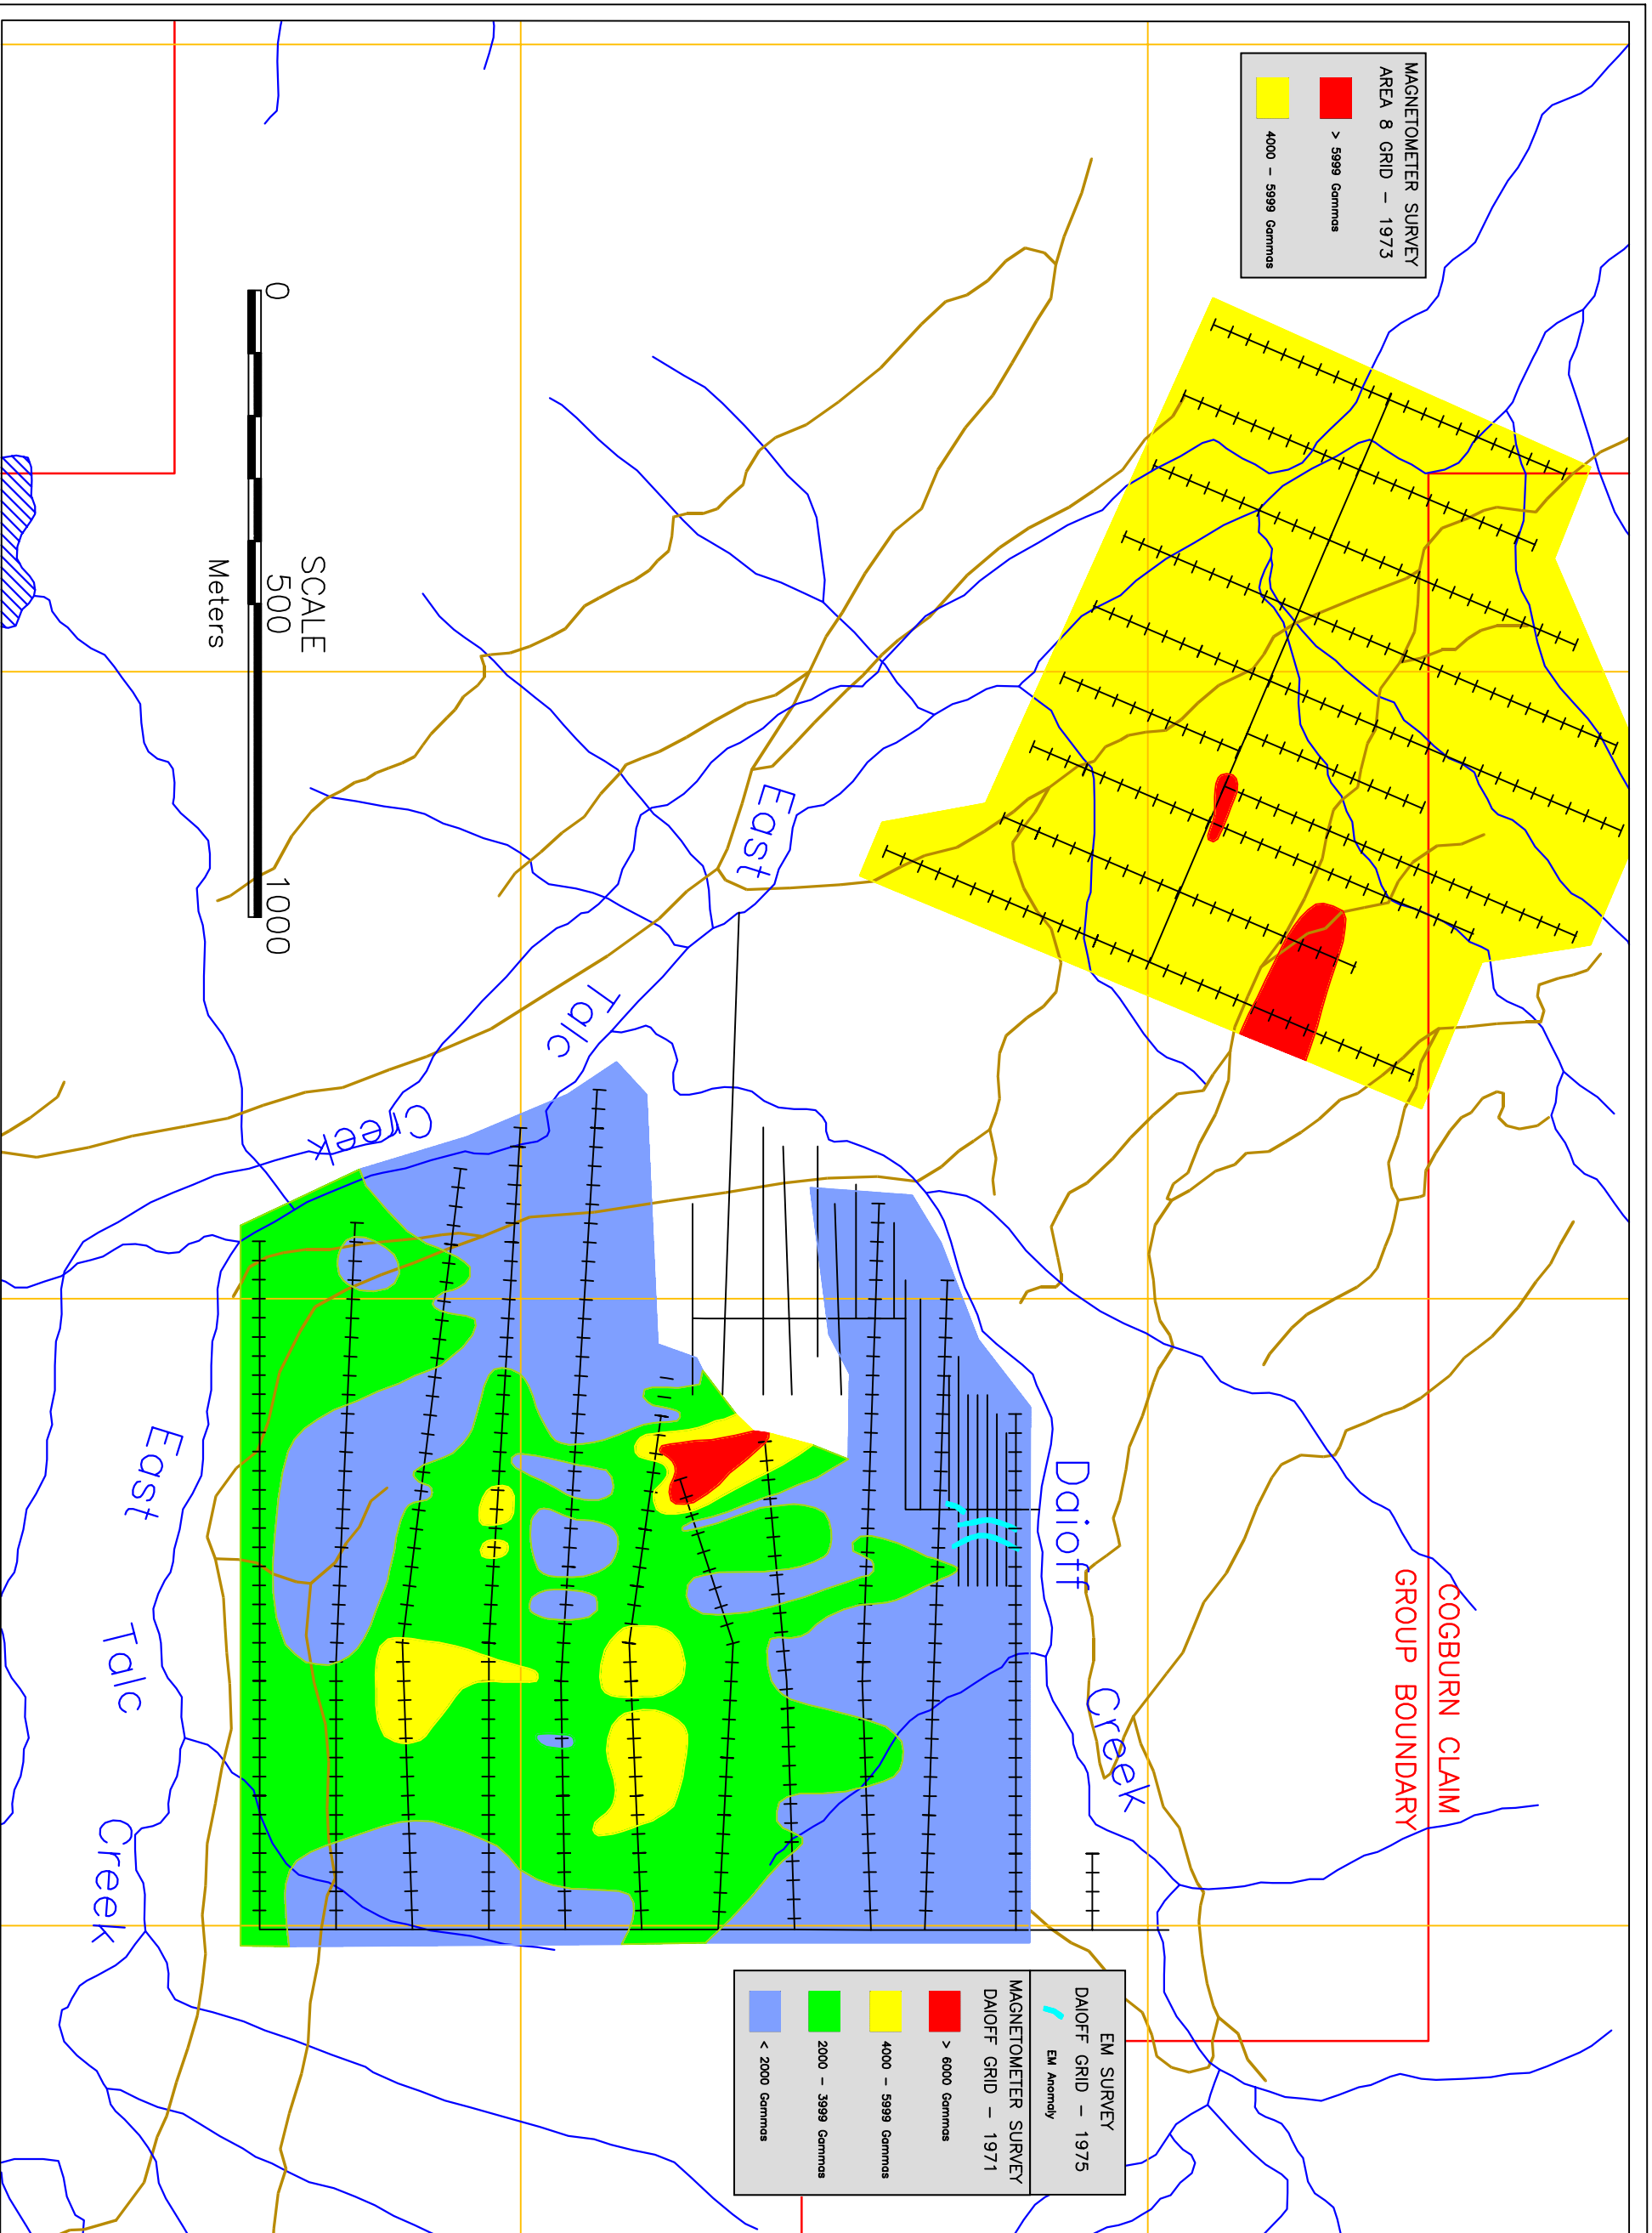 MAGNETOMETER SURVEY
AREA 8 GRID - 1973
> 5999 Gammas
4000 - 5999 Gammas
COGBURN CLAIM
GROUP BOUNDARY
Daioff
Creek
East
Talc
Creek
SCALE
0 500 1000
Meters
East
Talc
Creek
EM SURVEY
DAIOFF GRID - 1975
EM Anomaly
MAGNETOMETER SURVEY
DAIOFF GRID - 1971
> 6000 Gammas
4000 - 5999 Gammas
2000 - 3999 Gammas
< 2000 Gammas